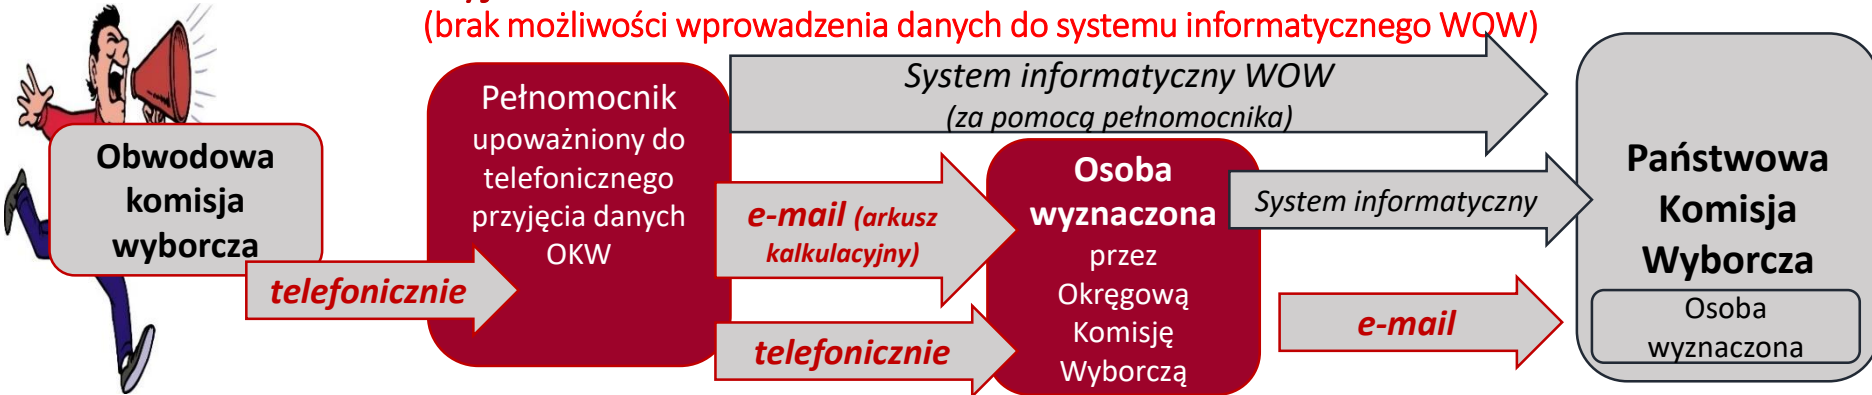 (brak możliwości wprowadzenia danych do systemu informatycznego WOW)
System informatyczny WOW
(za pomocą pełnomocnika)
Obwodowa
komisja
wyborcza
telefonicznie
Pełnomocnik
upoważniony do
telefonicznego
przyjęcia danych
OKW
e-mail (arkusz
kalkulacyjny)
telefonicznie
Osoba
wyznaczona
przez
Okręgową
Komisję
Wyborczą
System informatyczny
e-mail
Państwowa
Komisja
Wyborcza
Osoba
wyznaczona